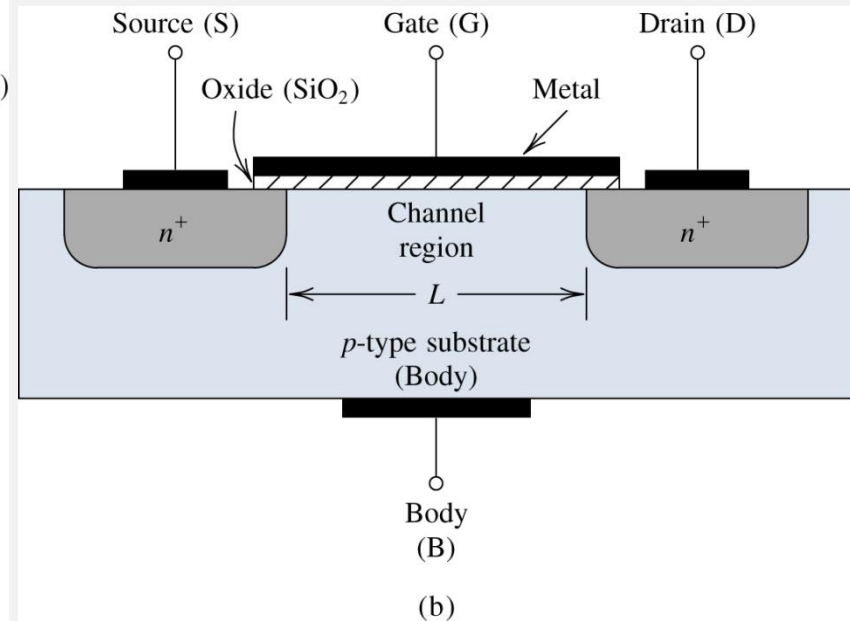 )
Source (S)
Gate (G)
Drain (D)
Oxide (SiO₂)
Metal
n⁺
Channel
region
n⁺
L
p-type substrate
(Body)
Body
(B)
(b)